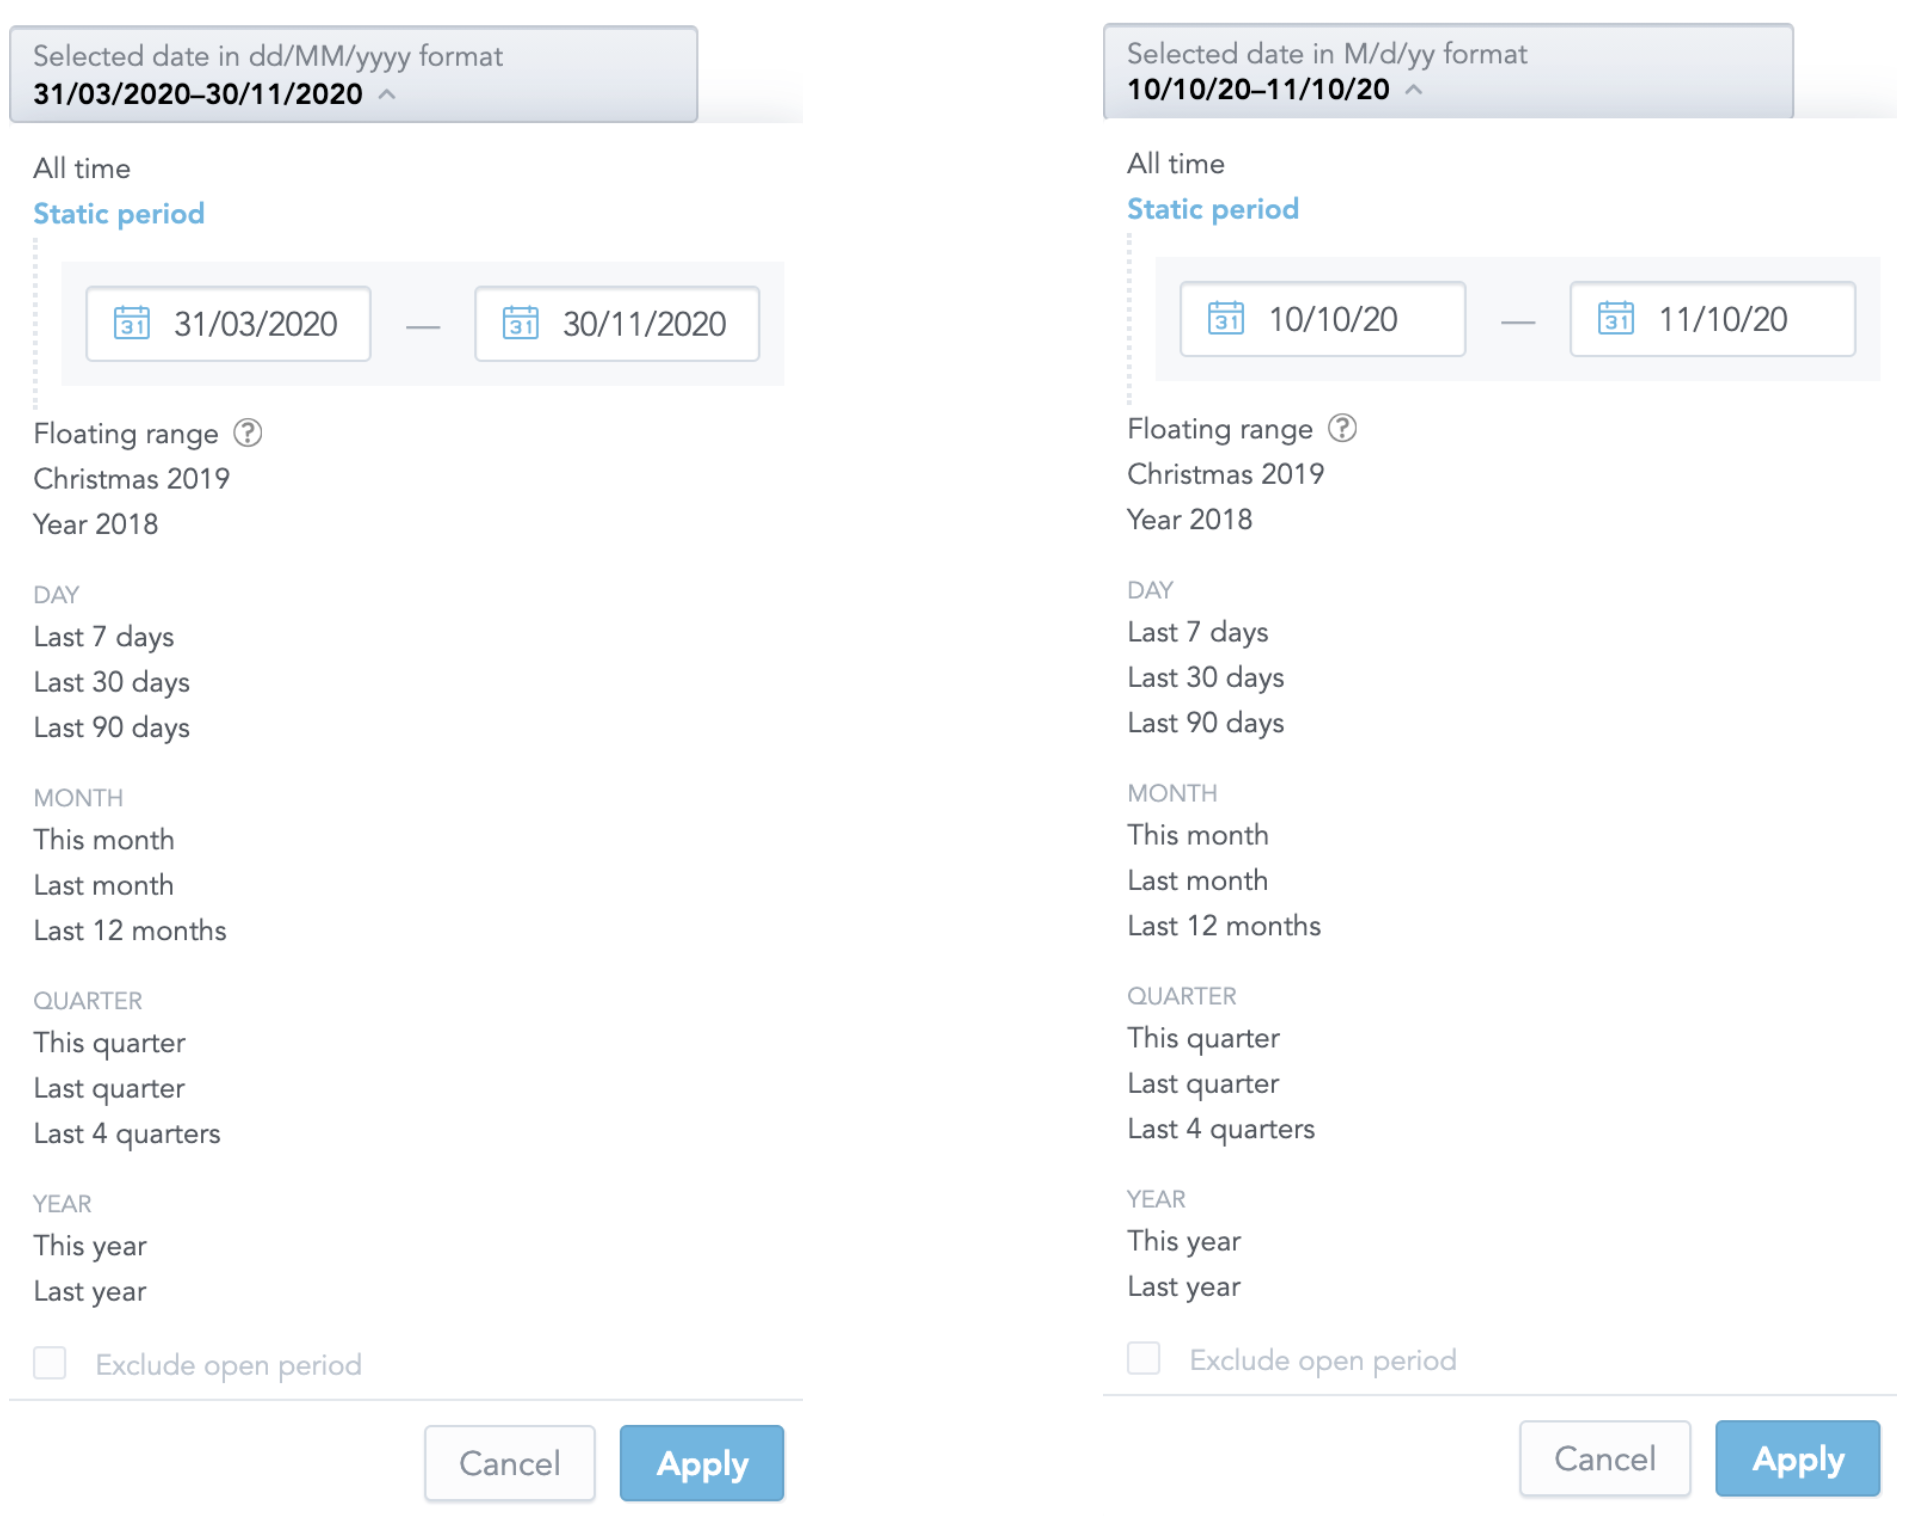 Selected date in dd/MM/yyyy format
31/03/2020–30/11/2020
All time
Static period
31 31/03/2020 — 31 30/11/2020
Floating range ?
Christmas 2019
Year 2018
DAY
Last 7 days
Last 30 days
Last 90 days
MONTH
This month
Last month
Last 12 months
QUARTER
This quarter
Last quarter
Last 4 quarters
YEAR
This year
Last year
Exclude open period
Cancel Apply
Selected date in M/d/yy format
10/10/20–11/10/20
All time
Static period
31 10/10/20 — 31 11/10/20
Floating range ?
Christmas 2019
Year 2018
DAY
Last 7 days
Last 30 days
Last 90 days
MONTH
This month
Last month
Last 12 months
QUARTER
This quarter
Last quarter
Last 4 quarters
YEAR
This year
Last year
Exclude open period
Cancel Apply